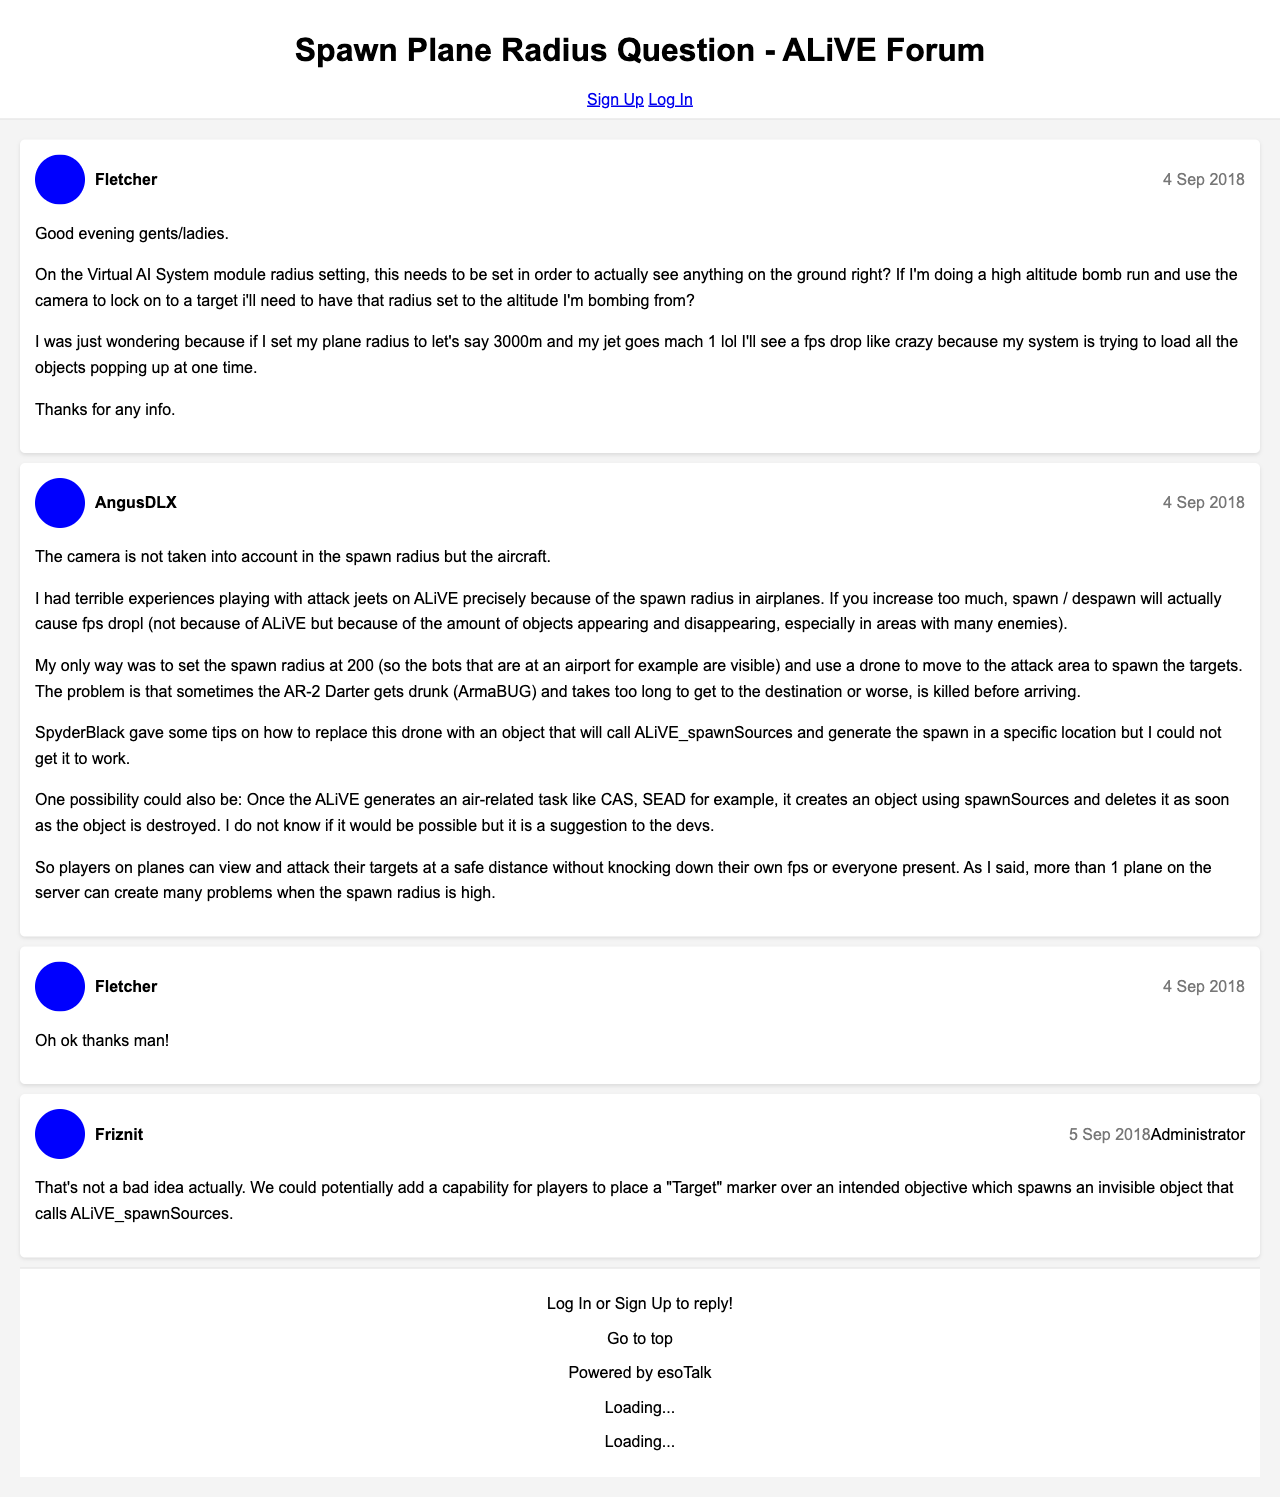 Spawn Plane Radius Question - ALiVE Forum
Sign Up Log In
Fletcher 4 Sep 2018
Good evening gents/ladies.
On the Virtual AI System module radius setting, this needs to be set in order to actually see anything on the ground right? If I'm doing a high altitude bomb run and use the
camera to lock on to a target i'll need to have that radius set to the altitude I'm bombing from?
I was just wondering because if I set my plane radius to let's say 3000m and my jet goes mach 1 lol I'll see a fps drop like crazy because my system is trying to load all the
objects popping up at one time.
Thanks for any info.
AngusDLX 4 Sep 2018
The camera is not taken into account in the spawn radius but the aircraft.
I had terrible experiences playing with attack jeets on ALiVE precisely because of the spawn radius in airplanes. If you increase too much, spawn / despawn will actually
cause fps dropl (not because of ALiVE but because of the amount of objects appearing and disappearing, especially in areas with many enemies).
My only way was to set the spawn radius at 200 (so the bots that are at an airport for example are visible) and use a drone to move to the attack area to spawn the targets.
The problem is that sometimes the AR-2 Darter gets drunk (ArmaBUG) and takes too long to get to the destination or worse, is killed before arriving.
SpyderBlack gave some tips on how to replace this drone with an object that will call ALiVE_spawnSources and generate the spawn in a specific location but I could not
get it to work.
One possibility could also be: Once the ALiVE generates an air-related task like CAS, SEAD for example, it creates an object using spawnSources and deletes it as soon
as the object is destroyed. I do not know if it would be possible but it is a suggestion to the devs.
So players on planes can view and attack their targets at a safe distance without knocking down their own fps or everyone present. As I said, more than 1 plane on the
server can create many problems when the spawn radius is high.
Fletcher 4 Sep 2018
Oh ok thanks man!
Friznit 5 Sep 2018Administrator
That's not a bad idea actually. We could potentially add a capability for players to place a "Target" marker over an intended objective which spawns an invisible object that
calls ALiVE_spawnSources.
Log In or Sign Up to reply!
Go to top
Powered by esoTalk
Loading...
Loading...